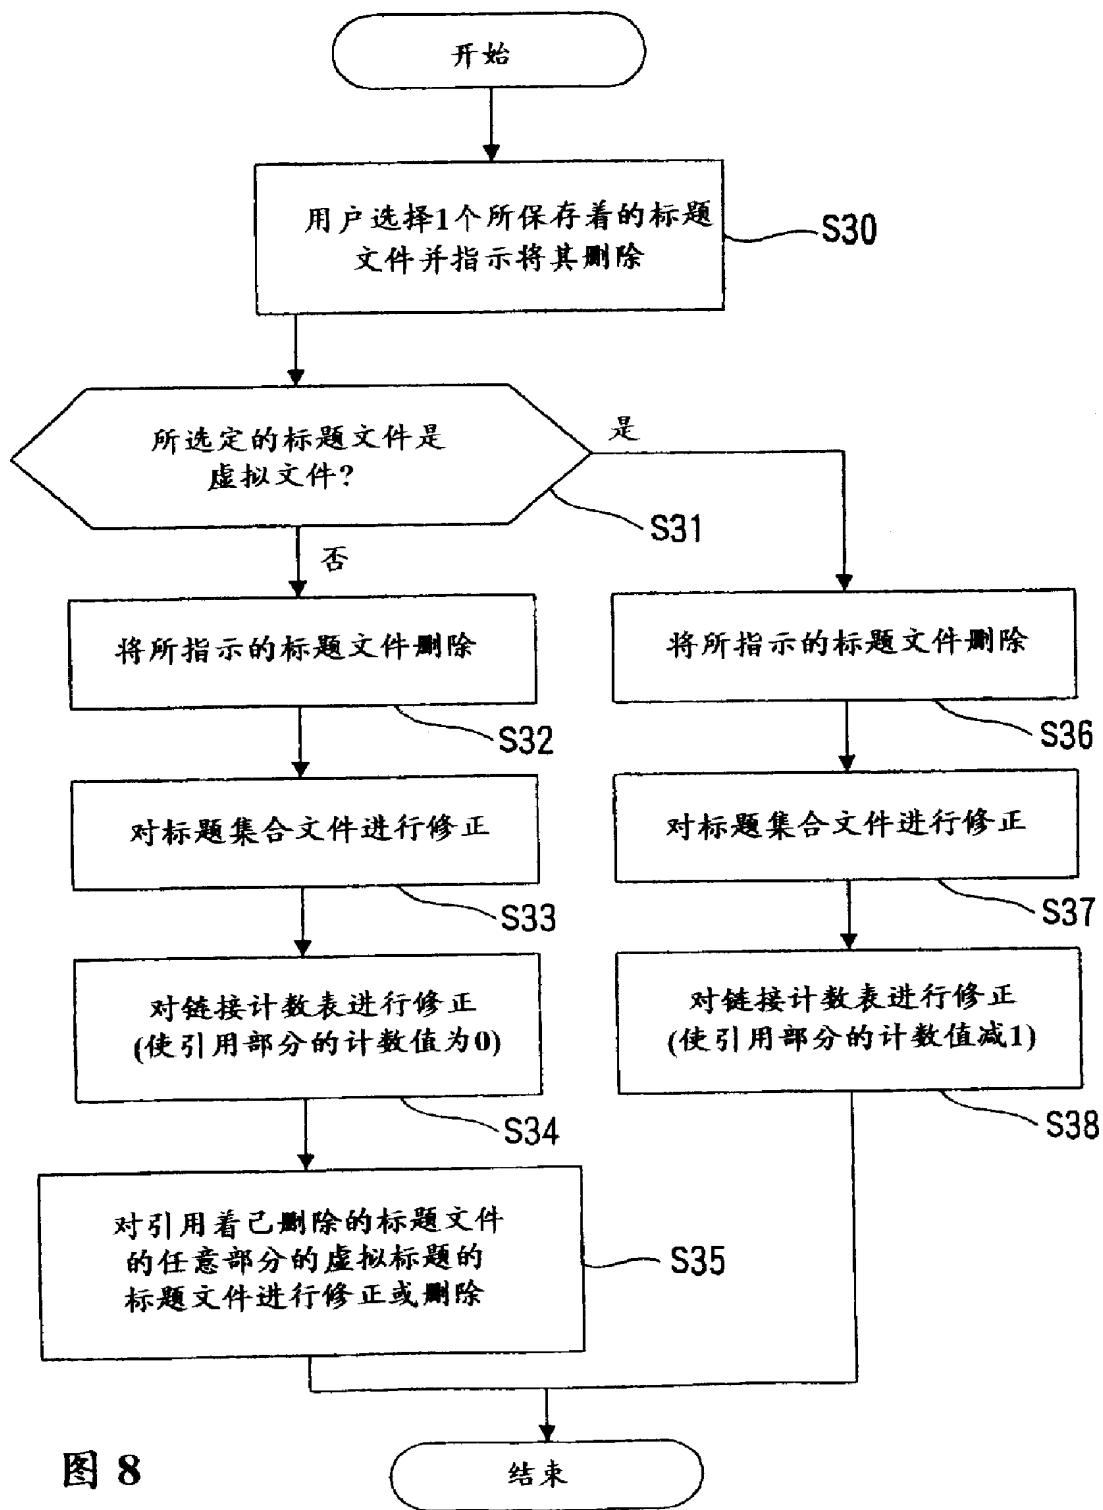 开始
用户选择1个所保存着的标题
文件并指示将其删除
S30
所选定的标题文件是
虚拟文件?
是
S31
否
将所指示的标题文件删除
S32
将所指示的标题文件删除
S36
对标题集合文件进行修正
S33
对标题集合文件进行修正
S37
对链接计数表进行修正
(使引用部分的计数值为0)
S34
对链接计数表进行修正
(使引用部分的计数值减1)
S38
对引用着已删除的标题文件
的任意部分的虚拟标题的
标题文件进行修正或删除
S35
结束
图 8